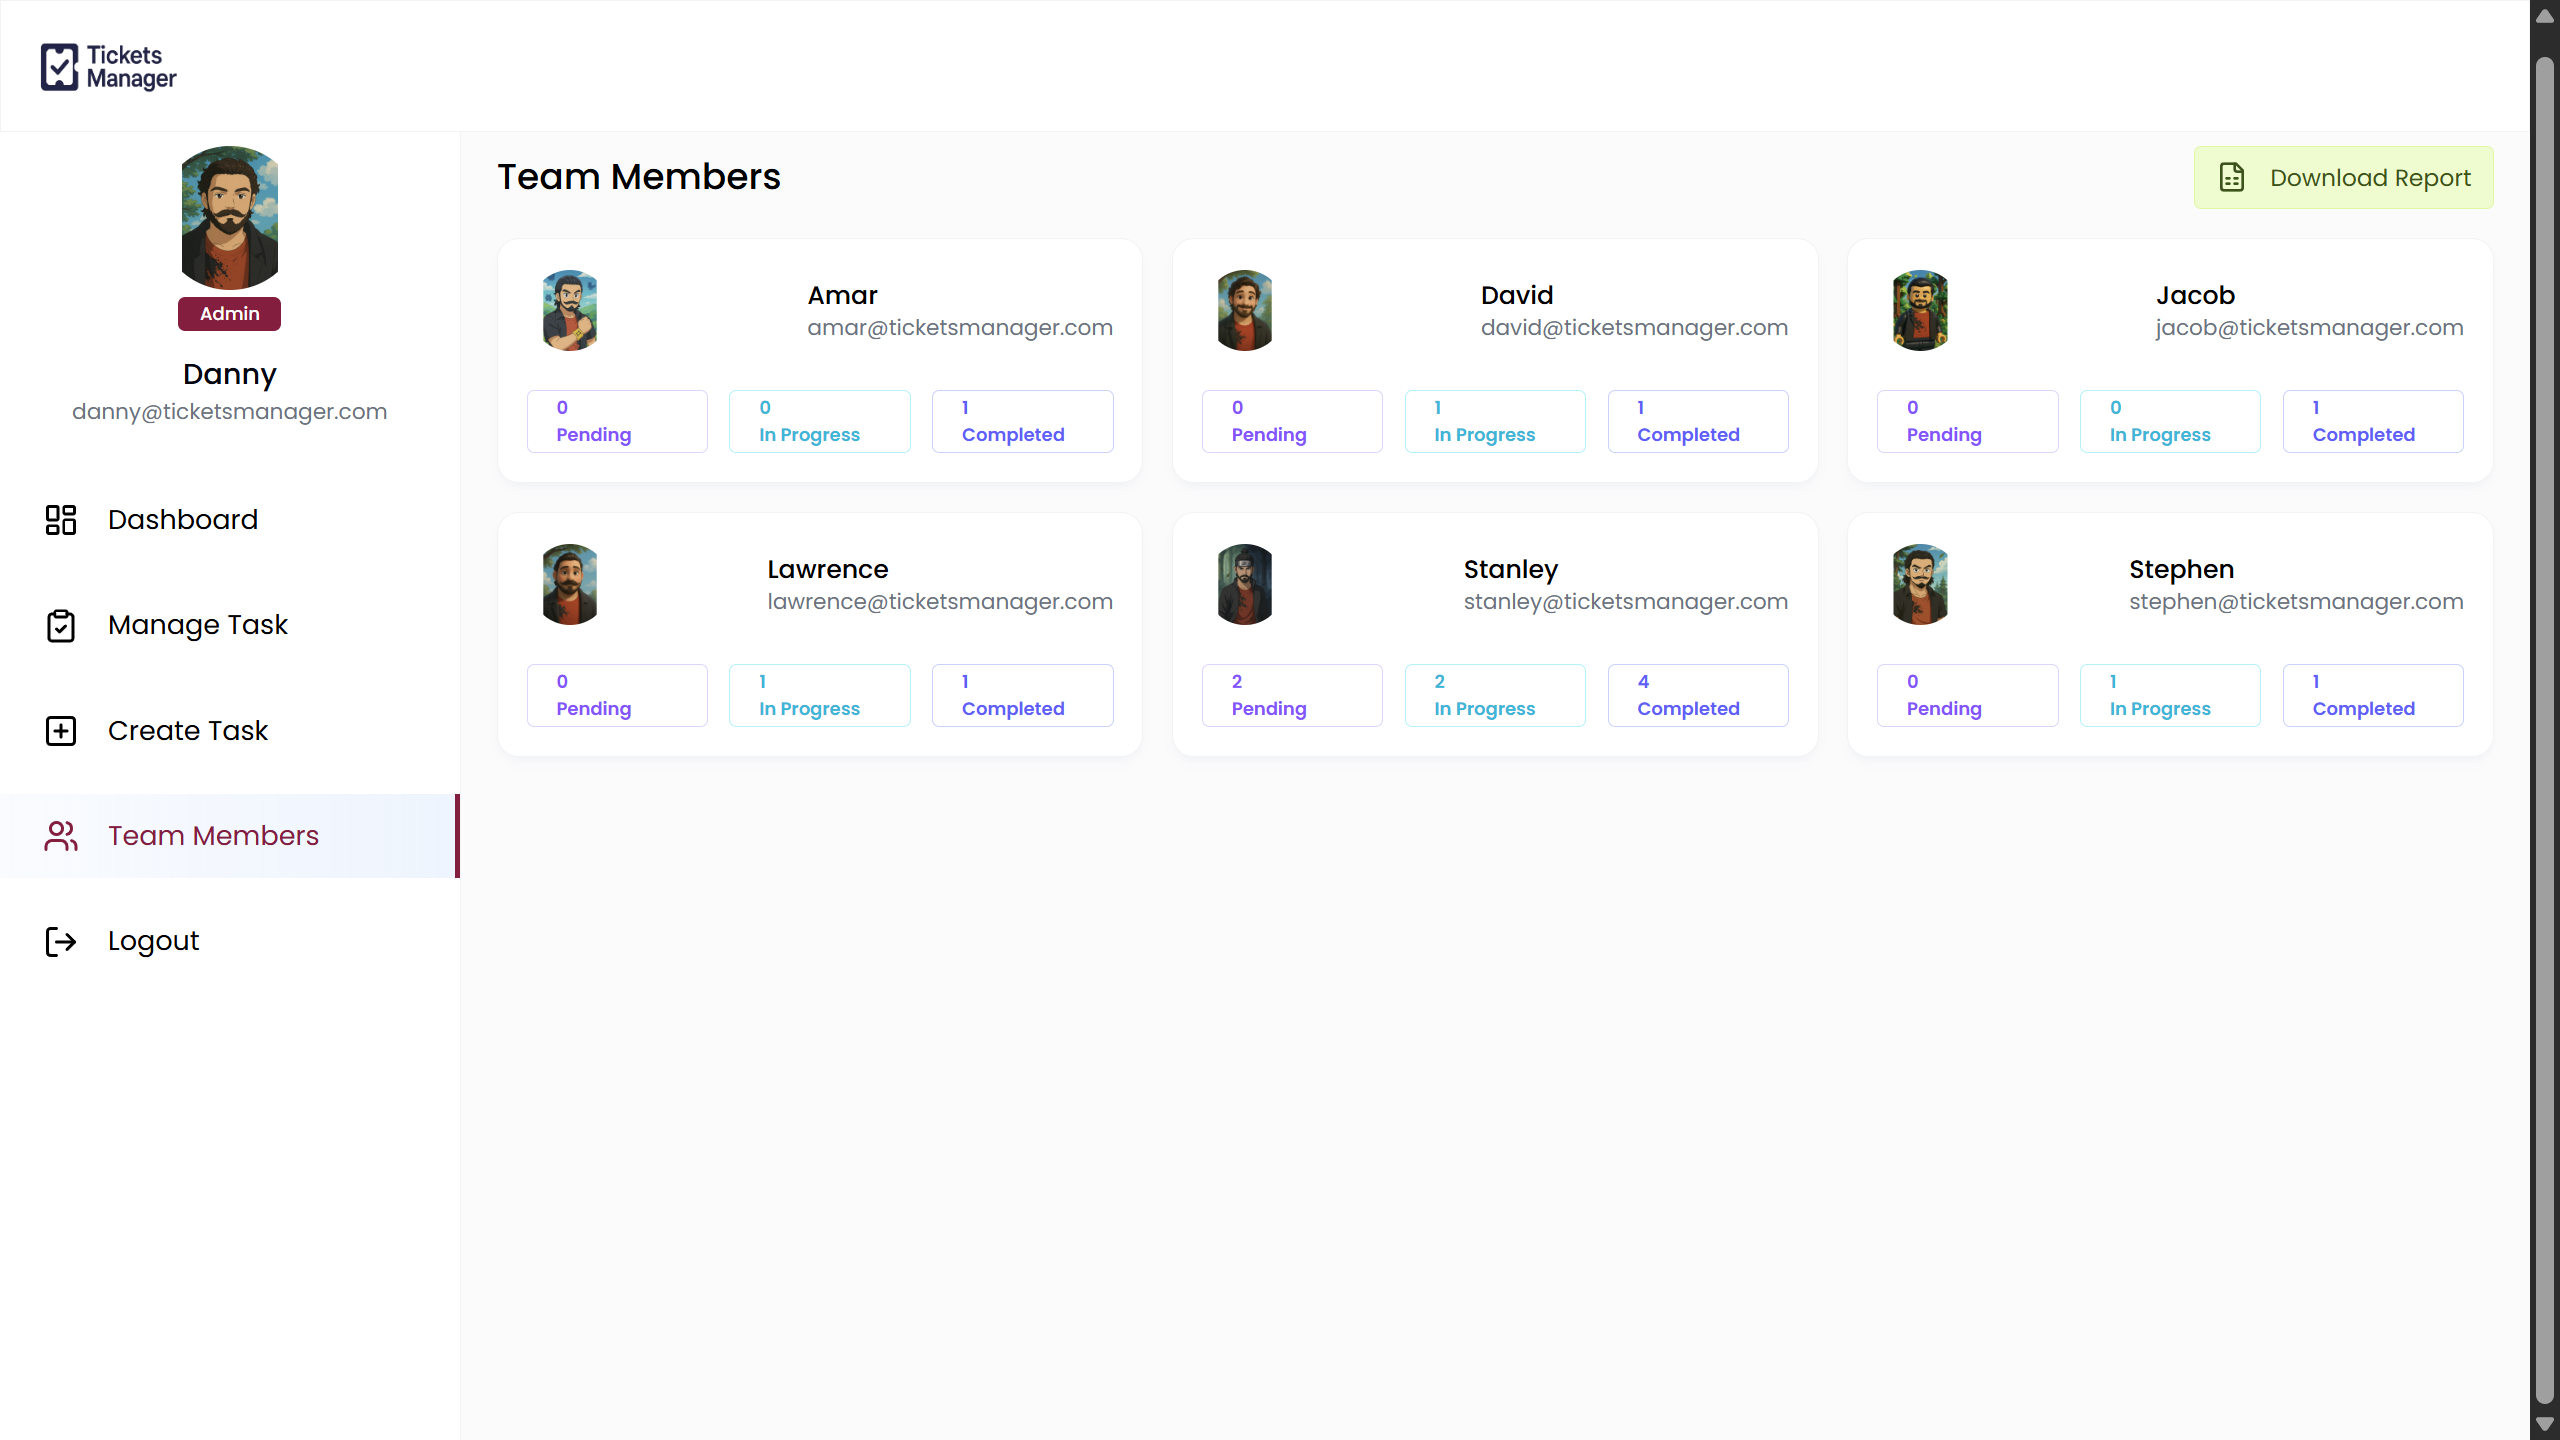 Tickets
Manager
Admin
Danny
danny@ticketsmanager.com
Dashboard
Manage Task
Create Task
Team Members
Logout
Team Members
Download Report
Amar
amar@ticketsmanager.com
0
Pending
0
In Progress
1
Completed
David
david@ticketsmanager.com
0
Pending
1
In Progress
1
Completed
Jacob
jacob@ticketsmanager.com
0
Pending
0
In Progress
1
Completed
Lawrence
lawrence@ticketsmanager.com
0
Pending
1
In Progress
1
Completed
Stanley
stanley@ticketsmanager.com
2
Pending
2
In Progress
4
Completed
Stephen
stephen@ticketsmanager.com
0
Pending
1
In Progress
1
Completed